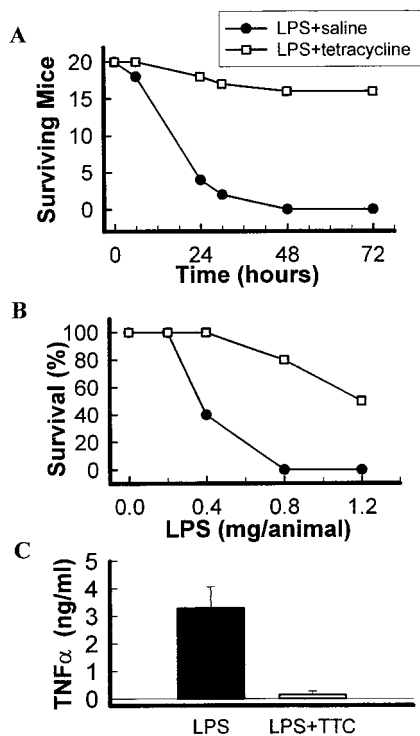 LPS+saline
LPS+tetracycline
A
20
15
10
5
0
Surviving Mice
0 24 48 72
Time (hours)
B
100
80
60
40
20
0
Survival (%)
0.0 0.4 0.8 1.2
LPS (mg/animal)
C
5
4
3
2
1
0
TNFα (ng/ml)
LPS LPS+TTC